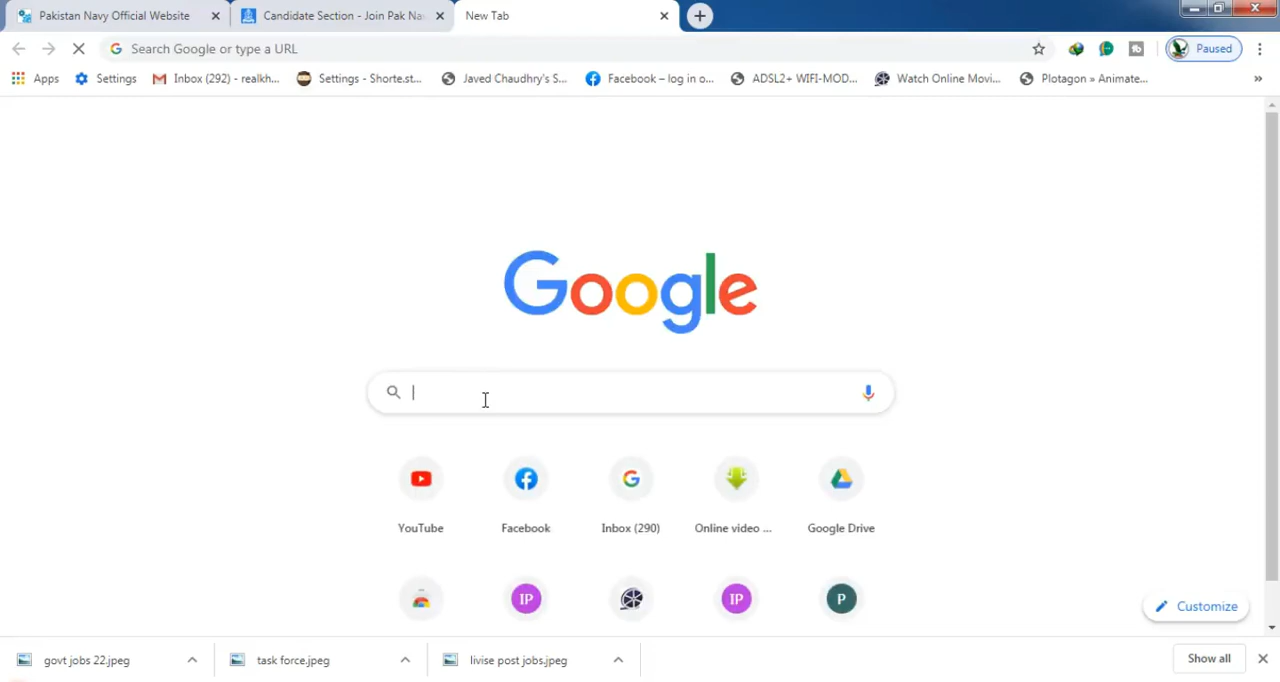 Pakistan Navy Official Website
Candidate Section - Join Pak Na
New Tab
Search Google or type a URL
Paused
Apps
Settings
Inbox (292) - realkh...
Settings - Shorte.st...
Javed Chaudhry's S...
Facebook – log in o...
ADSL2+ WIFI-MOD...
Watch Online Movi...
Plotagon » Animate...
»
Google
YouTube
Facebook
Inbox (290)
Online video ...
Google Drive
IP
IP
P
Customize
govt jobs 22.jpeg
task force.jpeg
livise post jobs.jpeg
Show all